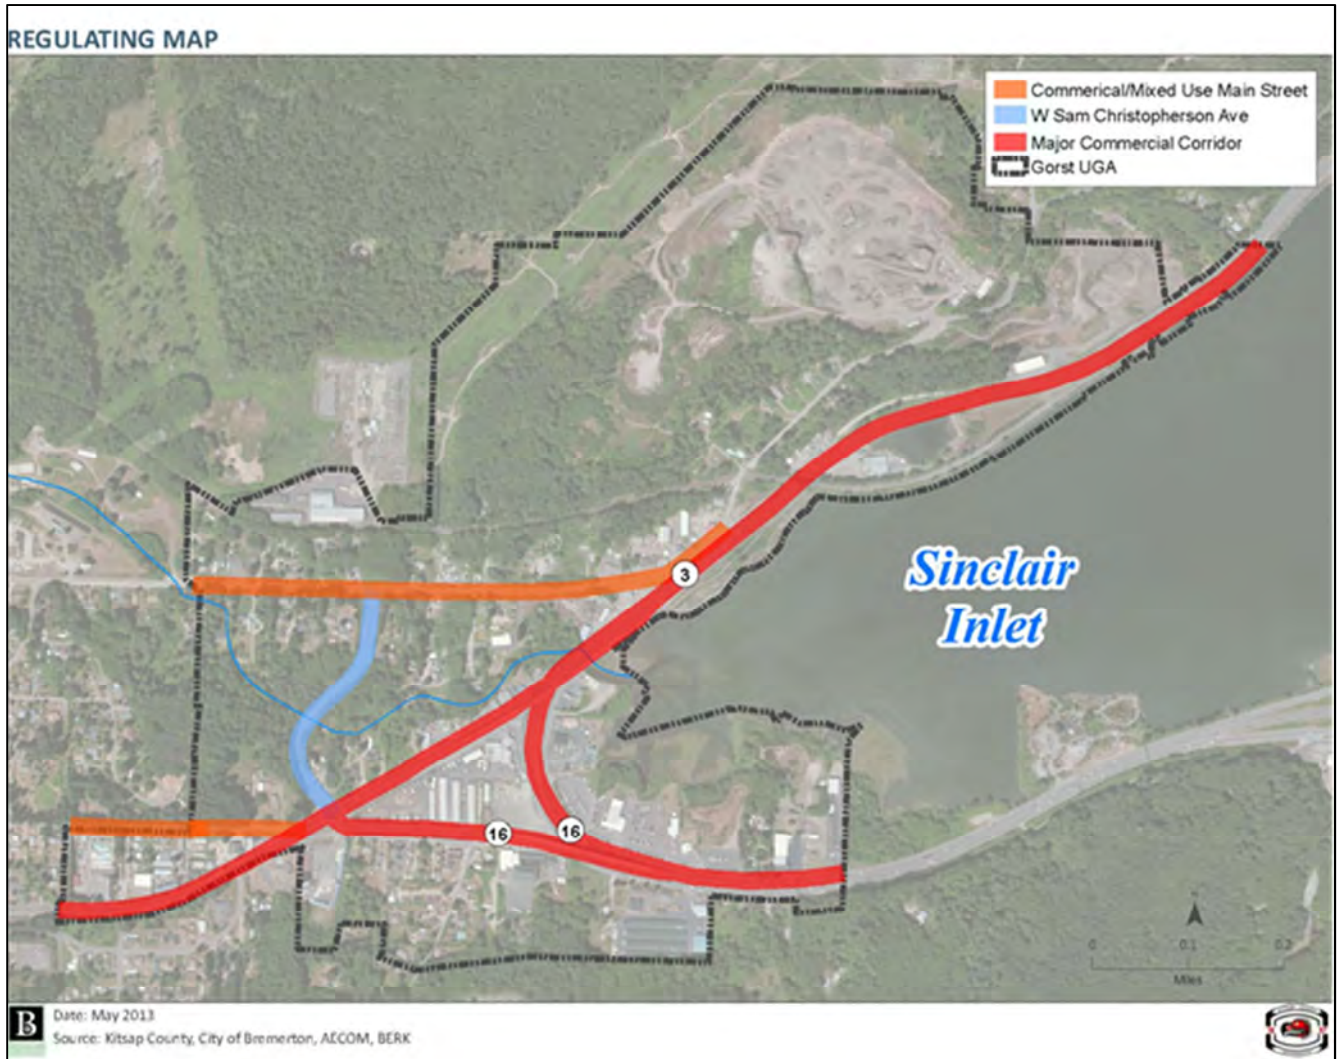 REGULATING MAP
Commerical/Mixed Use Main Street
W Sam Christopherson Ave
Major Commercial Corridor
Gorst UGA
3
Sinclair
Inlet
16
16
0
0.1
0.2
Miles
B
Date: May 2013
Source: Kitsap County, City of Bremerton, AECOM, BERK